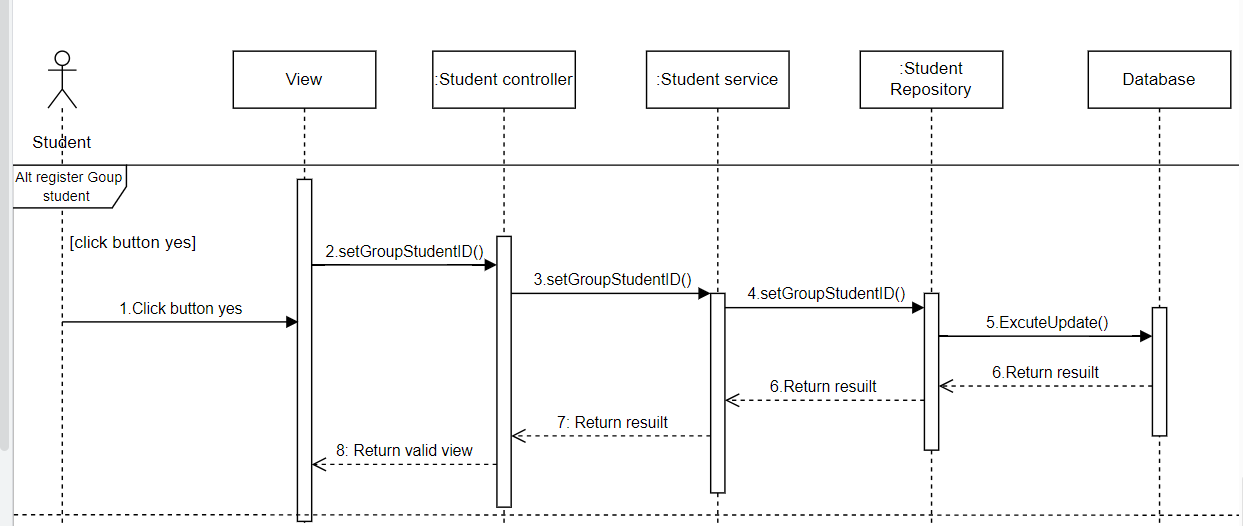 View
:Student controller
:Student service
:Student
Repository
Database
Student
Alt register Goup
student
[click button yes]
2.setGroupStudentID()
3.setGroupStudentID()
4.setGroupStudentID()
1.Click button yes
5.ExcuteUpdate()
6.Return resuilt
6.Return resuilt
7: Return resuilt
8: Return valid view